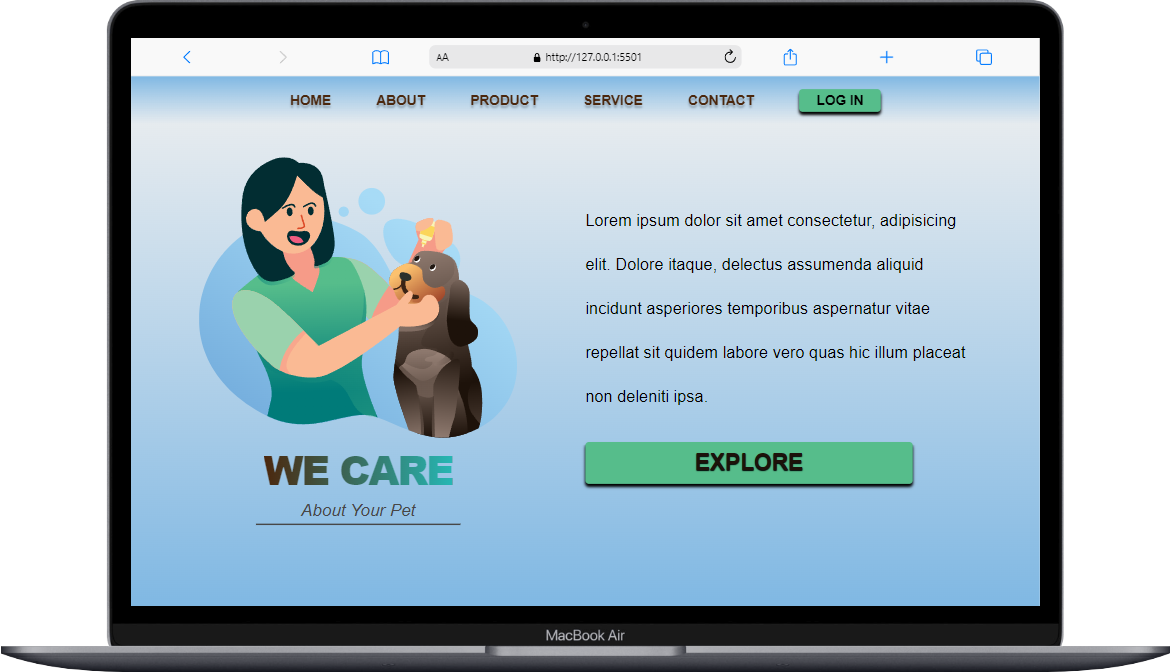 AA
http://127.0.0.1:5501
HOME ABOUT PRODUCT SERVICE CONTACT LOG IN
Lorem ipsum dolor sit amet consectetur, adipisicing
elit. Dolore itaque, delectus assumenda aliquid
incidunt asperiores temporibus aspernatur vitae
repellat sit quidem labore vero quas hic illum placeat
non deleniti ipsa.
EXPLORE
WE CARE
About Your Pet
MacBook Air